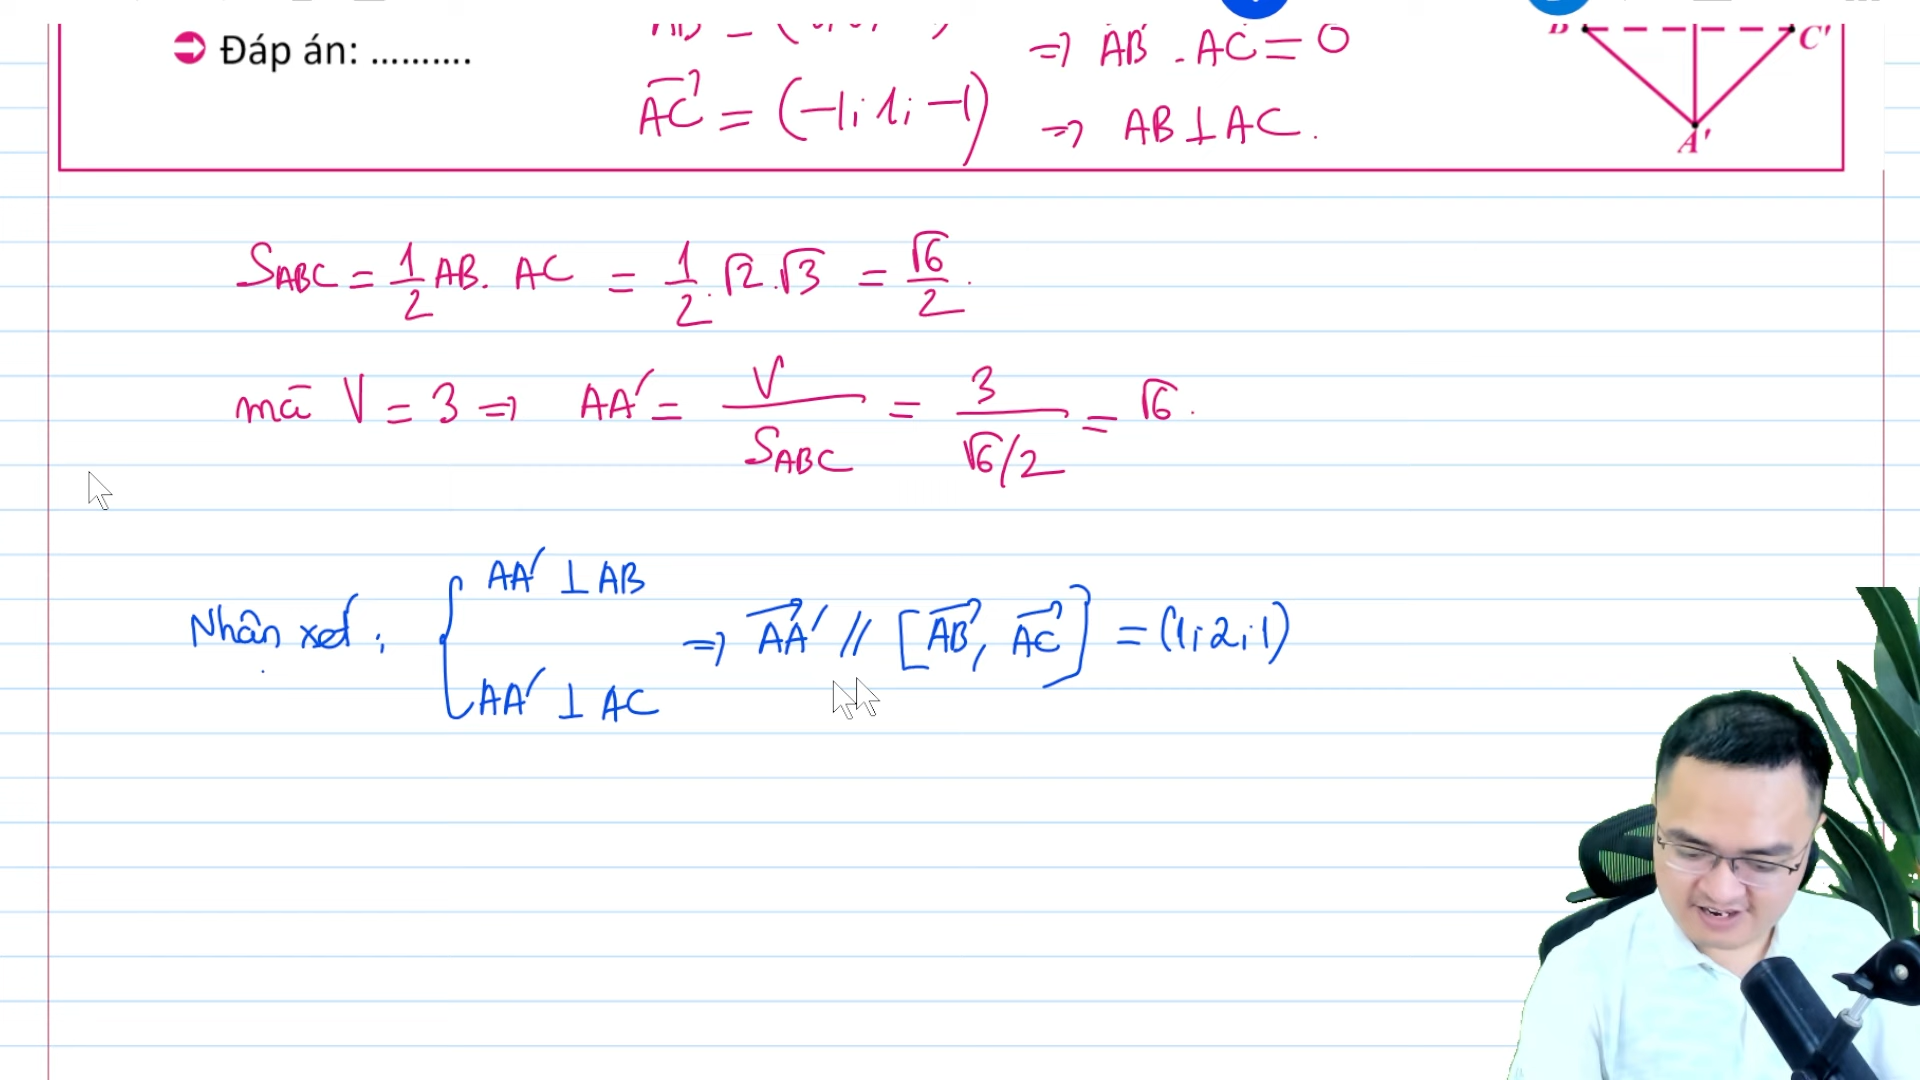 ⇒ AB . AC = 0
B C'
➲ Đáp án: ..........
AC = (-1; 1; -1) ⇒ AB ⊥ AC.
A'
S_ABC = 1/2 AB. AC = 1/2 . √2 . √3 = √6/2.
mà V = 3 ⇒ AA' = V/S_ABC = 3/(√6/2) = √6.
AA' ⊥ AB
Nhận xét: ⇒ AA' // [AB, AC] = (1; 2; 1)
AA' ⊥ AC